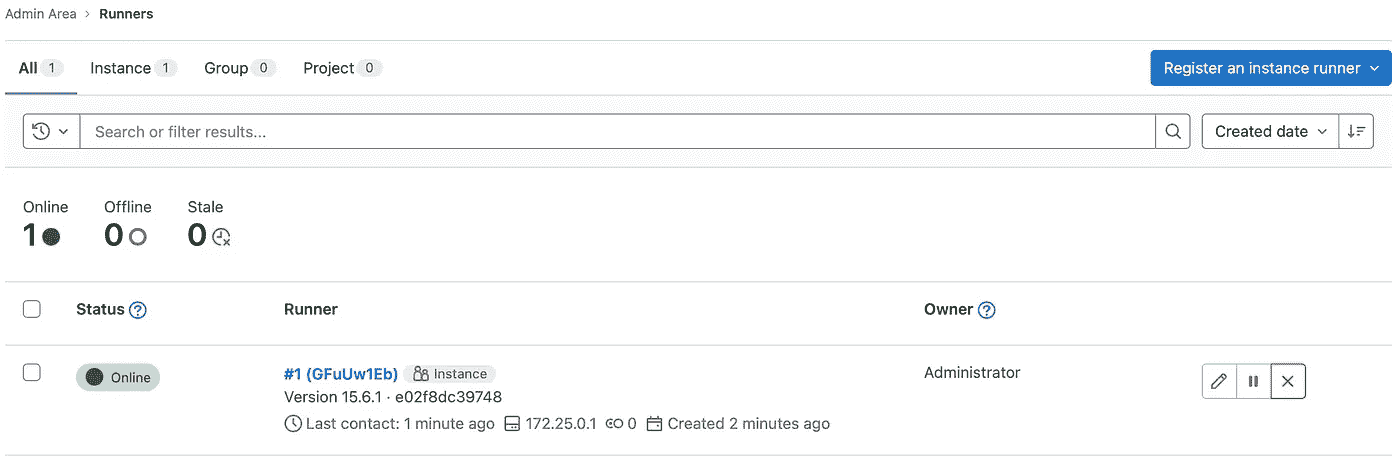 Admin Area > Runners
All 1 Instance 1 Group 0 Project 0 Register an instance runner
Search or filter results... Created date
Online Offline Stale
1 0 0
Status Runner Owner
Online #1 (GFuUw1Eb) Instance Administrator
Version 15.6.1 · e02f8dc39748
Last contact: 1 minute ago 172.25.0.1 0 Created 2 minutes ago